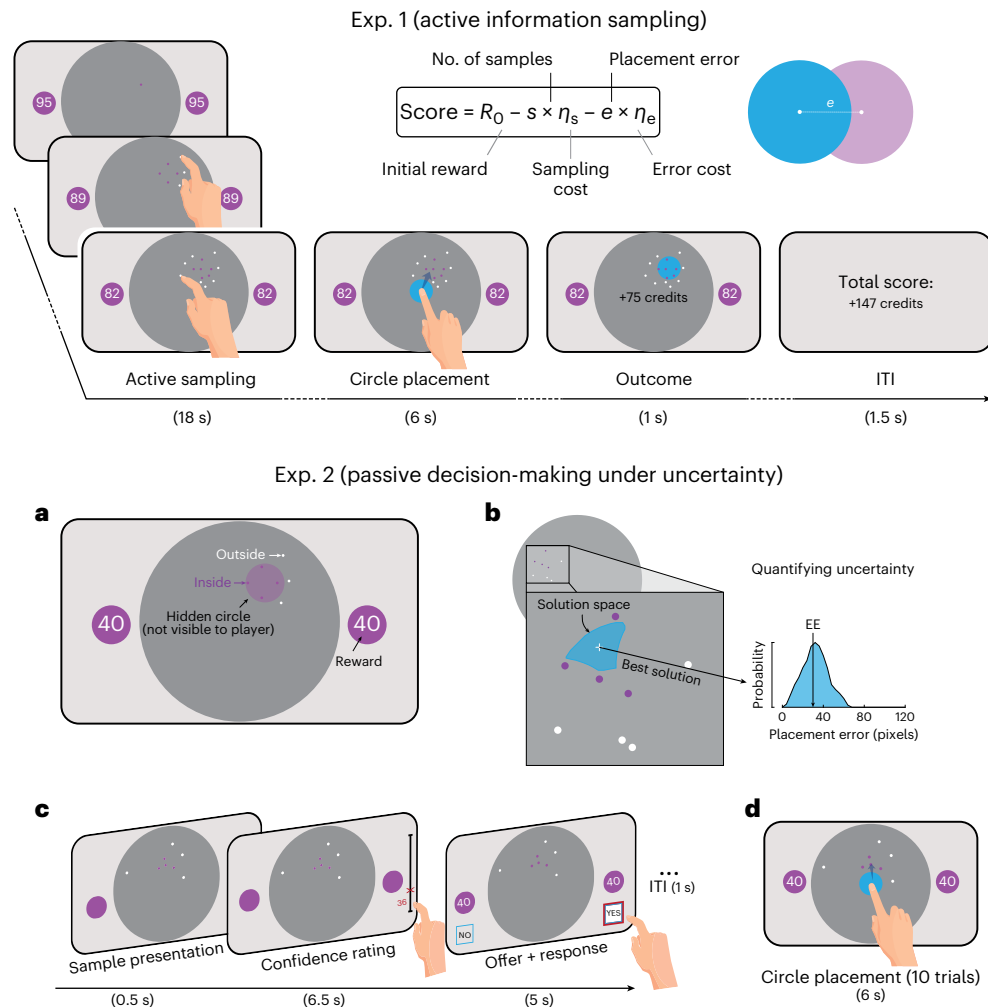 Exp. 1 (active information sampling)
No. of samples
Placement error
Score = R₀ − s × ηₛ − e × ηₑ
Initial reward
Sampling cost
Error cost
e
95
95
89
89
82
82
82
82
82
+75 credits
82
Total score:
+147 credits
Active sampling
Circle placement
Outcome
ITI
(18 s)
(6 s)
(1 s)
(1.5 s)
Exp. 2 (passive decision-making under uncertainty)
a
Outside
Inside
Hidden circle
(not visible to player)
40
40
Reward
b
Solution space
Best solution
Quantifying uncertainty
EE
Probability
0
40
80
120
Placement error (pixels)
c
36
40
40
NO
YES
...
ITI (1 s)
Sample presentation
Confidence rating
Offer + response
(0.5 s)
(6.5 s)
(5 s)
d
40
40
Circle placement (10 trials)
(6 s)